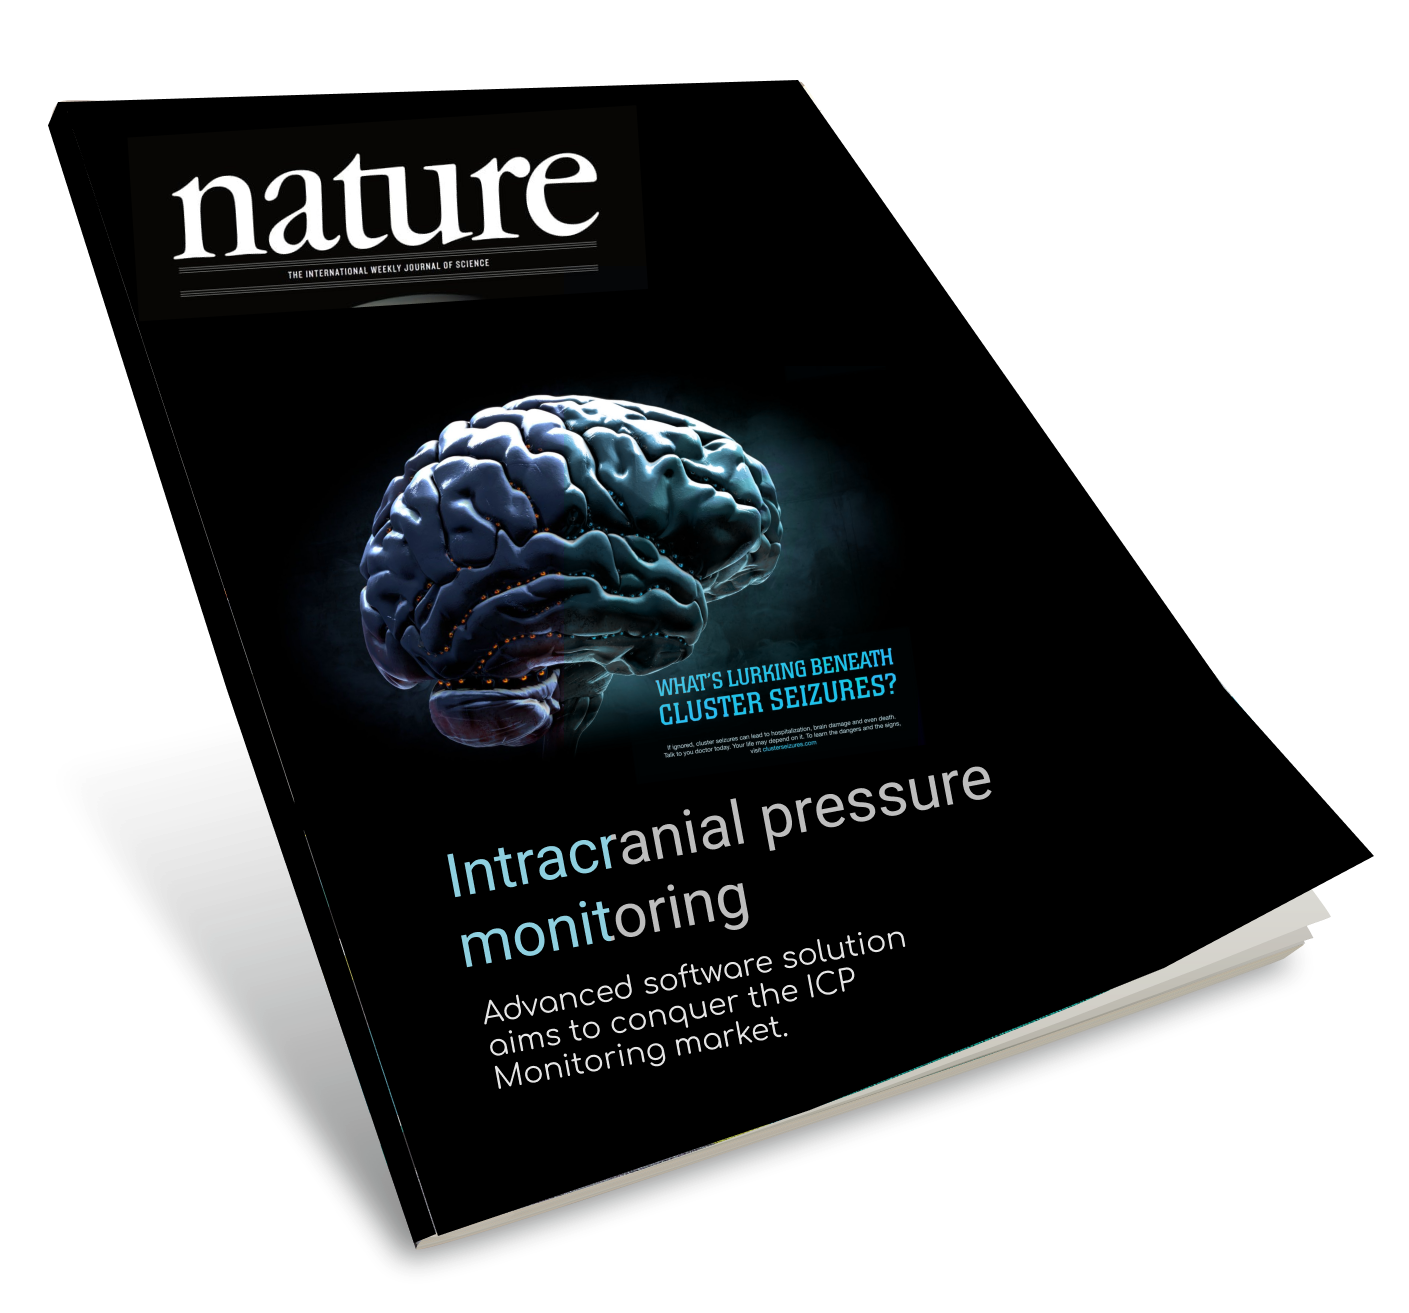 nature
THE INTERNATIONAL WEEKLY JOURNAL OF SCIENCE
WHAT'S LURKING BENEATH
CLUSTER SEIZURES?
If ignored, cluster seizures can lead to hospitalization, brain damage and even death.
Talk to you doctor today. Your life may depend on it. To learn the dangers and the signs,
visit clusterseizures.com
Intracranial pressure
monitoring
Advanced software solution
aims to conquer the ICP
Monitoring market.